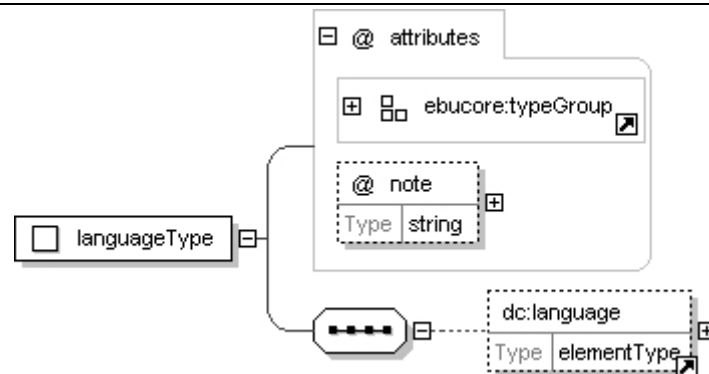 @ attributes
ebucore:typeGroup
@ note
Type string
languageType
dc:language
Type elementType